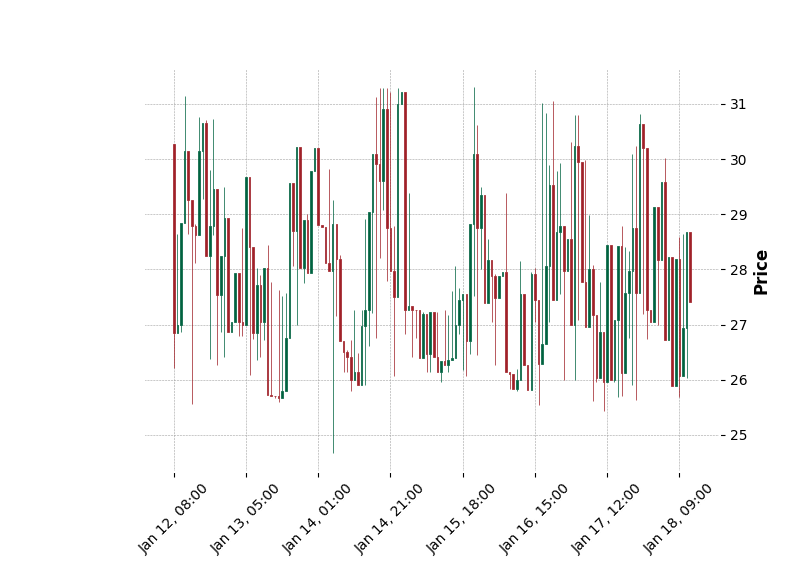 31
30
29
28
27
26
25
Price
Jan 12, 08:00
Jan 13, 05:00
Jan 14, 01:00
Jan 14, 21:00
Jan 15, 18:00
Jan 16, 15:00
Jan 17, 12:00
Jan 18, 09:00